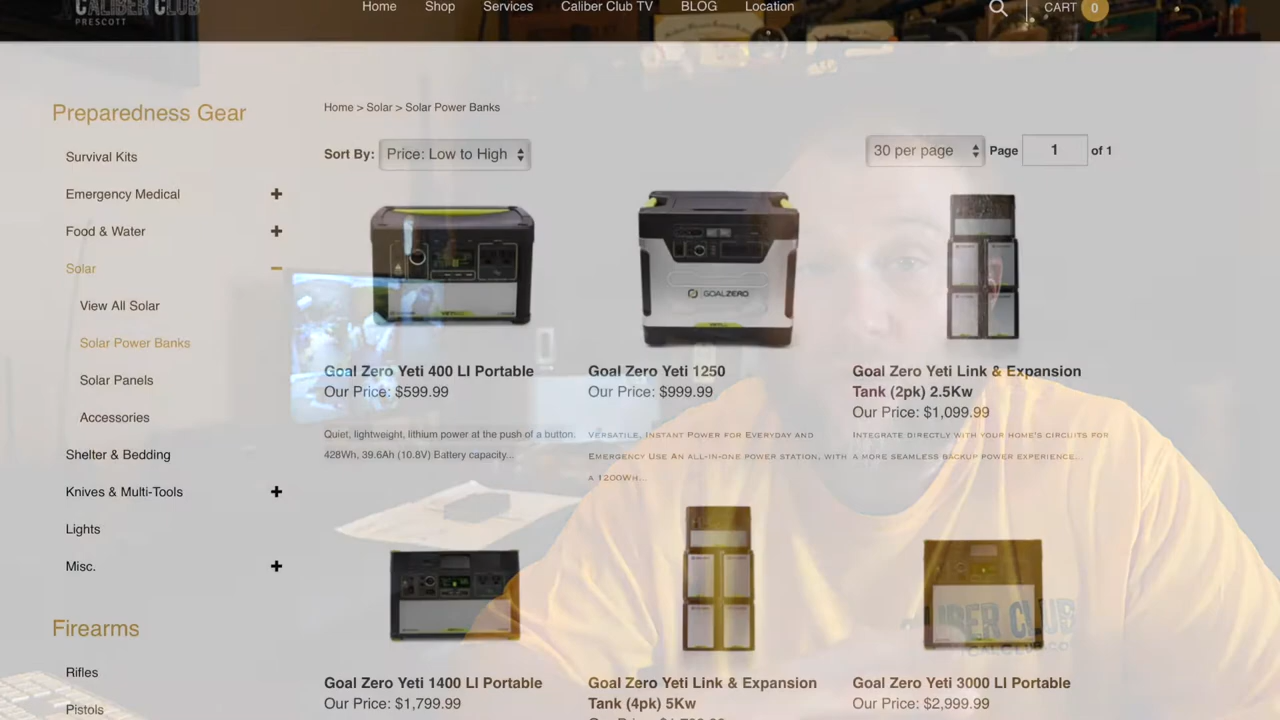 CALIBER CLUB
PRESCOTT
Home Shop Services Caliber Club TV BLOG Location
CART 0
Preparedness Gear
Survival Kits
Emergency Medical +
Food & Water +
Solar −
View All Solar
Solar Power Banks
Solar Panels
Accessories
Shelter & Bedding
Knives & Multi-Tools +
Lights
Misc. +
Firearms
Rifles
Pistols
Home > Solar > Solar Power Banks
Sort By: Price: Low to High
30 per page Page 1 of 1
GOALZERO
Goal Zero Yeti 400 LI Portable
Our Price: $599.99
Quiet, lightweight, lithium power at the push of a button.
428Wh, 39.6Ah (10.8V) Battery capacity...
Goal Zero Yeti 1250
Our Price: $999.99
Versatile, Instant Power for Everyday and
Emergency Use An all-in-one power station, with
a 1200Wh...
Goal Zero Yeti Link & Expansion
Tank (2pk) 2.5Kw
Our Price: $1,099.99
Integrate directly with your home's circuits for
a more seamless backup power experience...
Goal Zero Yeti 1400 LI Portable
Our Price: $1,799.99
Goal Zero Yeti Link & Expansion
Tank (4pk) 5Kw
Goal Zero Yeti 3000 LI Portable
Our Price: $2,999.99